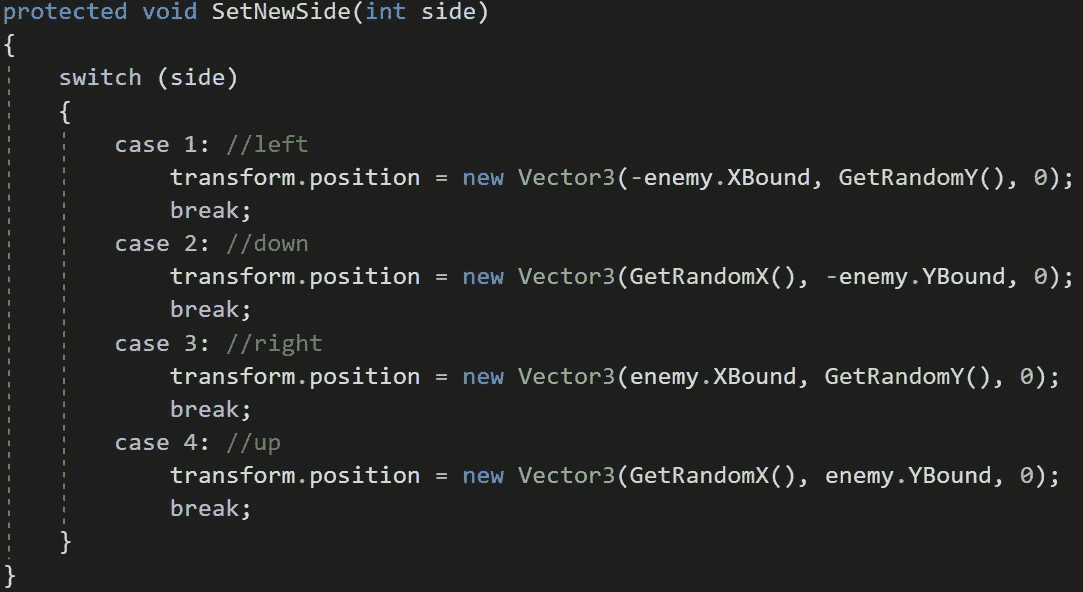 protected void SetNewSide(int side)
{
    switch (side)
    {
        case 1: //left
            transform.position = new Vector3(-enemy.XBound, GetRandomY(), 0);
            break;
        case 2: //down
            transform.position = new Vector3(GetRandomX(), -enemy.YBound, 0);
            break;
        case 3: //right
            transform.position = new Vector3(enemy.XBound, GetRandomY(), 0);
            break;
        case 4: //up
            transform.position = new Vector3(GetRandomX(), enemy.YBound, 0);
            break;
    }
}